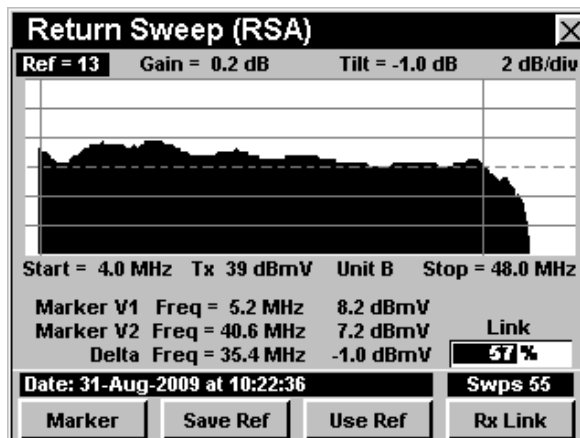 Return Sweep (RSA)
Ref = 13 Gain = 0.2 dB Tilt = -1.0 dB 2 dB/div
Start = 4.0 MHz Tx 39 dBmV Unit B Stop = 48.0 MHz
Marker V1 Freq = 5.2 MHz 8.2 dBmV
Marker V2 Freq = 40.6 MHz 7.2 dBmV
Delta Freq = 35.4 MHz -1.0 dBmV
Link
57 %
Date: 31-Aug-2009 at 10:22:36 Swps 55
Marker Save Ref Use Ref Rx Link